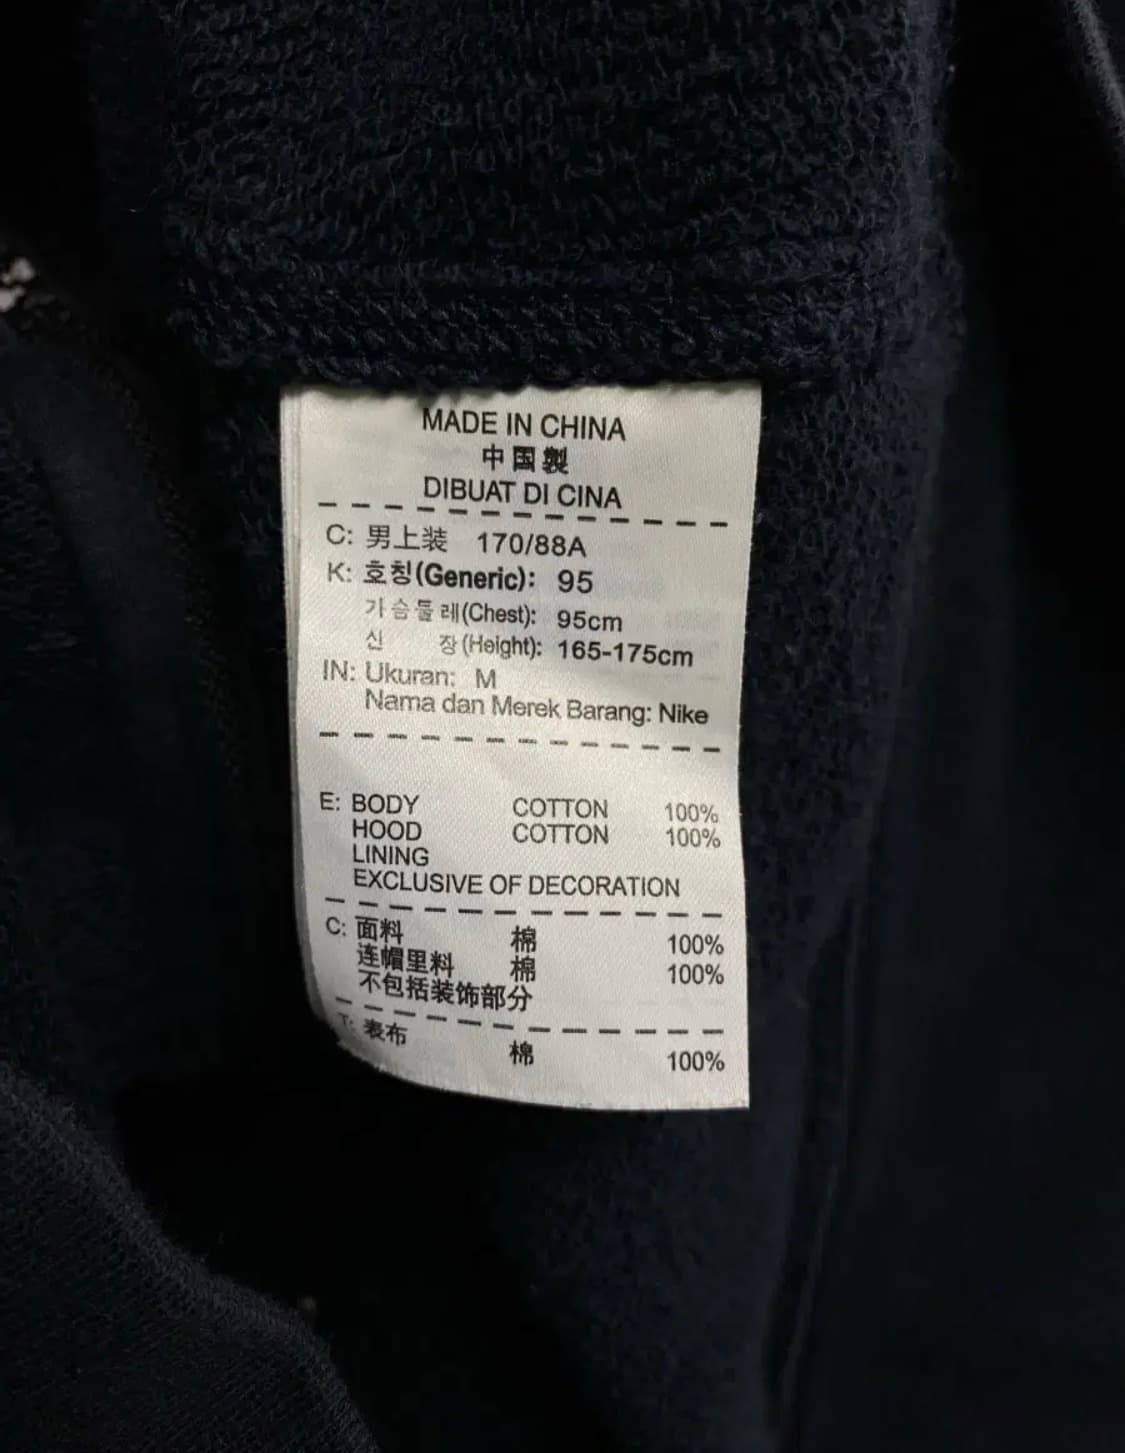 MADE IN CHINA
中国製
DIBUAT DI CINA
C: 男上装 170/88A
K: 호칭(Generic): 95
가슴둘레(Chest): 95cm
신 장(Height): 165-175cm
IN: Ukuran: M
Nama dan Merek Barang: Nike
E: BODY COTTON 100%
HOOD COTTON 100%
LINING
EXCLUSIVE OF DECORATION
C: 面料 棉 100%
连帽里料 棉 100%
不包括装饰部分
T: 表布 棉 100%